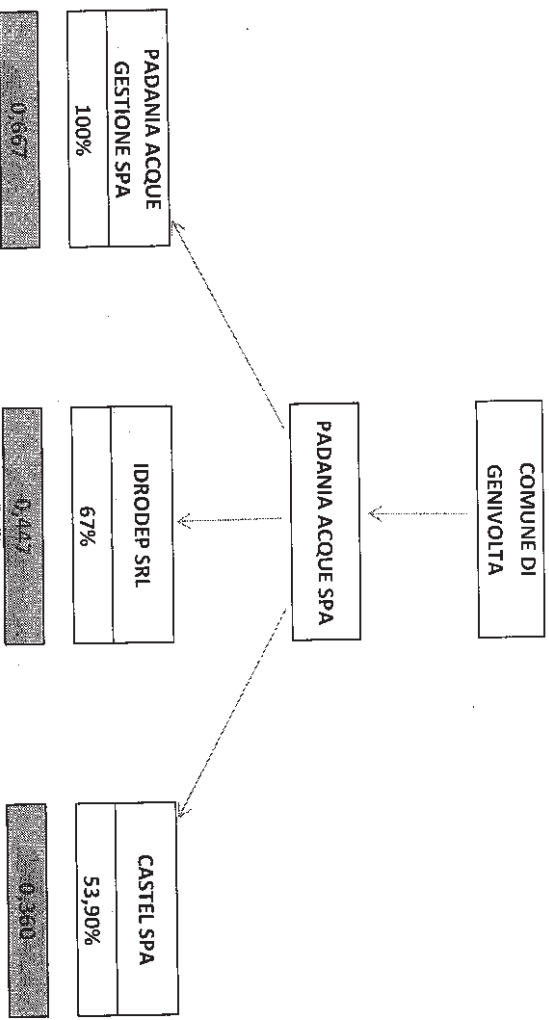 COMUNE DI
GENIVOLTA
PADANIA ACQUE SPA
PADANIA ACQUE
GESTIONE SPA
100%
0,667
IDRODEP SRL
67%
0,447
CASTEL SPA
53,90%
0,360